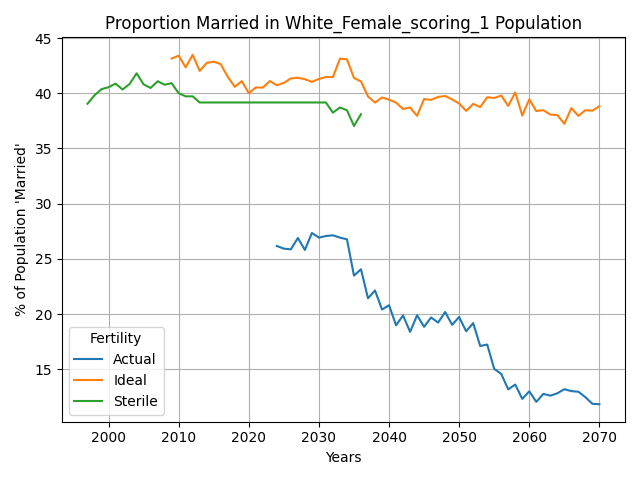 Proportion Married in White_Female_scoring_1 Population
% of Population 'Married'
45
40
35
30
25
20
15
Fertility
Actual
Ideal
Sterile
2000 2010 2020 2030 2040 2050 2060 2070
Years